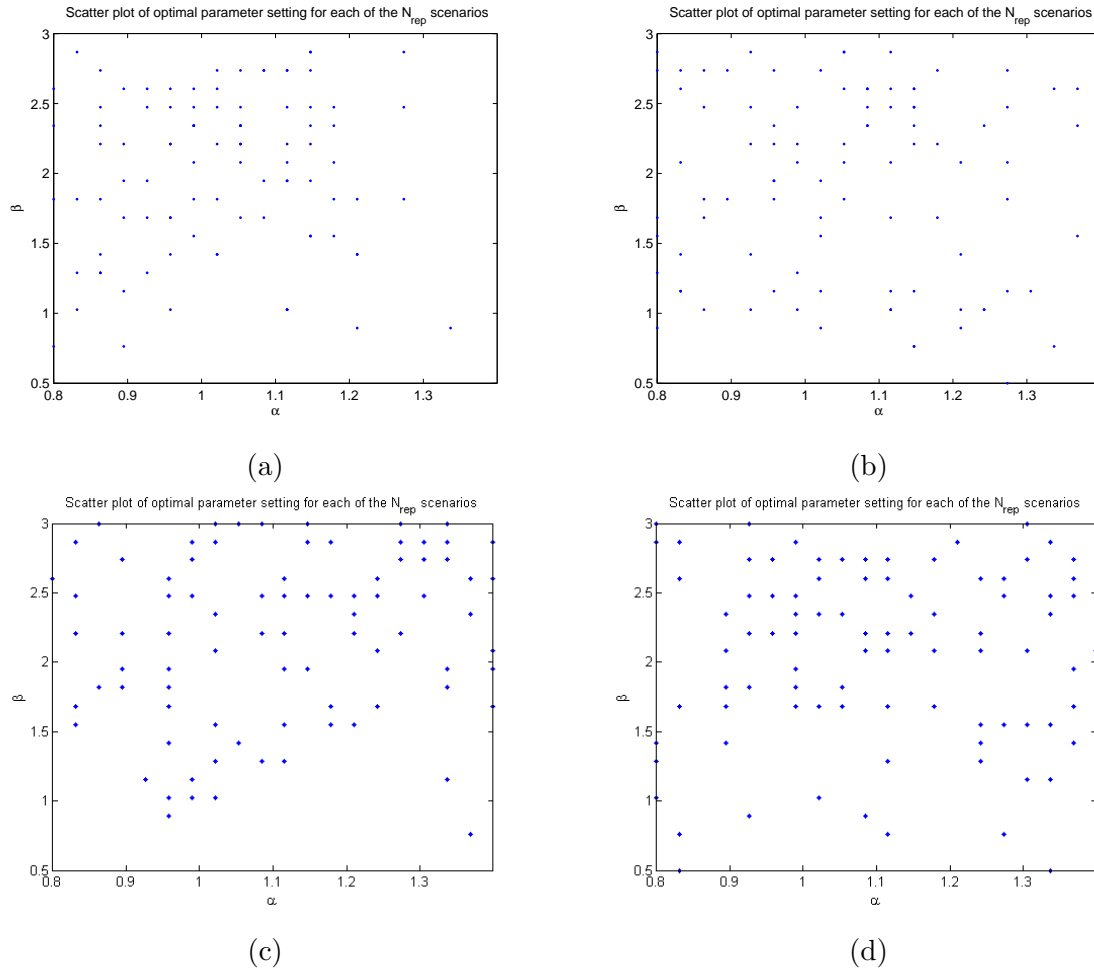 Scatter plot of optimal parameter setting for each of the N_rep scenarios
3
2.5
2
1.5
1
0.5
β
0.8 0.9 1 1.1 1.2 1.3
α
(a)
Scatter plot of optimal parameter setting for each of the N_rep scenarios
3
2.5
2
1.5
1
0.5
β
0.8 0.9 1 1.1 1.2 1.3
α
(b)
Scatter plot of optimal parameter setting for each of the N_rep scenarios
3
2.5
2
1.5
1
0.5
β
0.8 0.9 1 1.1 1.2 1.3
α
(c)
Scatter plot of optimal parameter setting for each of the N_rep scenarios
3
2.5
2
1.5
1
0.5
β
0.8 0.9 1 1.1 1.2 1.3
α
(d)